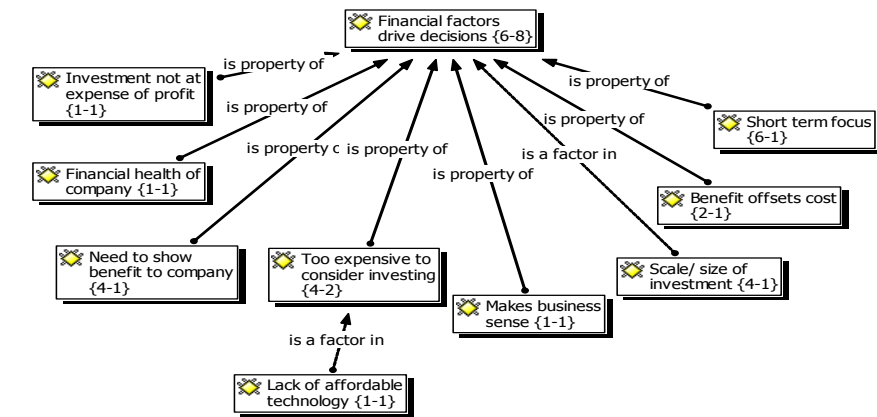 Financial factors
drive decisions {6-8}
is property of
Investment not at
expense of profit
{1-1}
is property of
is property of
Short term focus
{6-1}
is property of
is property o
is property of
is a factor in
Financial health of
company {1-1}
is property of
Benefit offsets cost
{2-1}
Need to show
benefit to company
{4-1}
Too expensive to
consider investing
{4-2}
Scale/ size of
investment {4-1}
Makes business
sense {1-1}
is a factor in
Lack of affordable
technology {1-1}